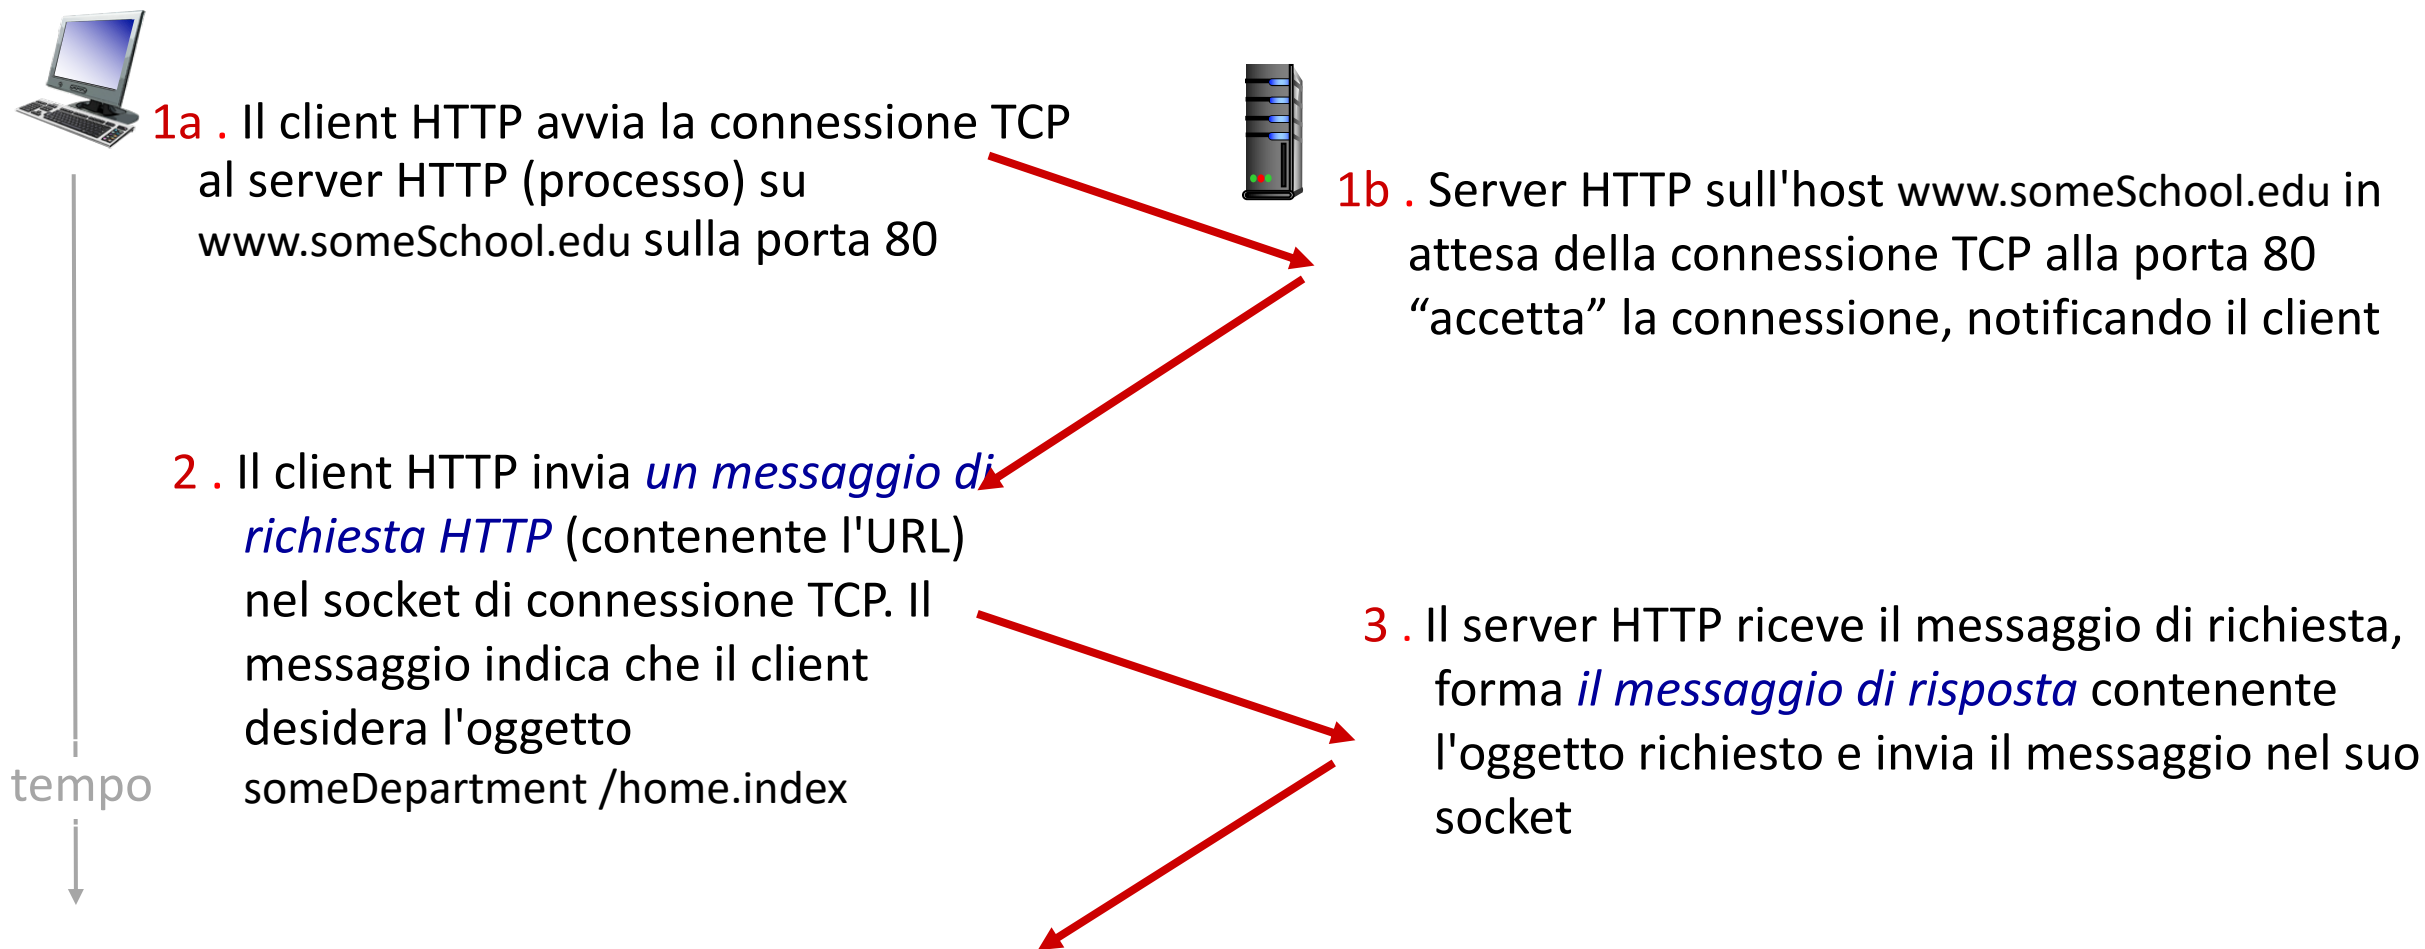 1a . Il client HTTP avvia la connessione TCP
al server HTTP (processo) su
www.someSchool.edu sulla porta 80
1b . Server HTTP sull'host www.someSchool.edu in
attesa della connessione TCP alla porta 80
“accetta” la connessione, notificando il client
2 . Il client HTTP invia un messaggio di
richiesta HTTP (contenente l'URL)
nel socket di connessione TCP. Il
messaggio indica che il client
desidera l'oggetto
someDepartment /home.index
3 . Il server HTTP riceve il messaggio di richiesta,
forma il messaggio di risposta contenente
l'oggetto richiesto e invia il messaggio nel suo
socket
tempo